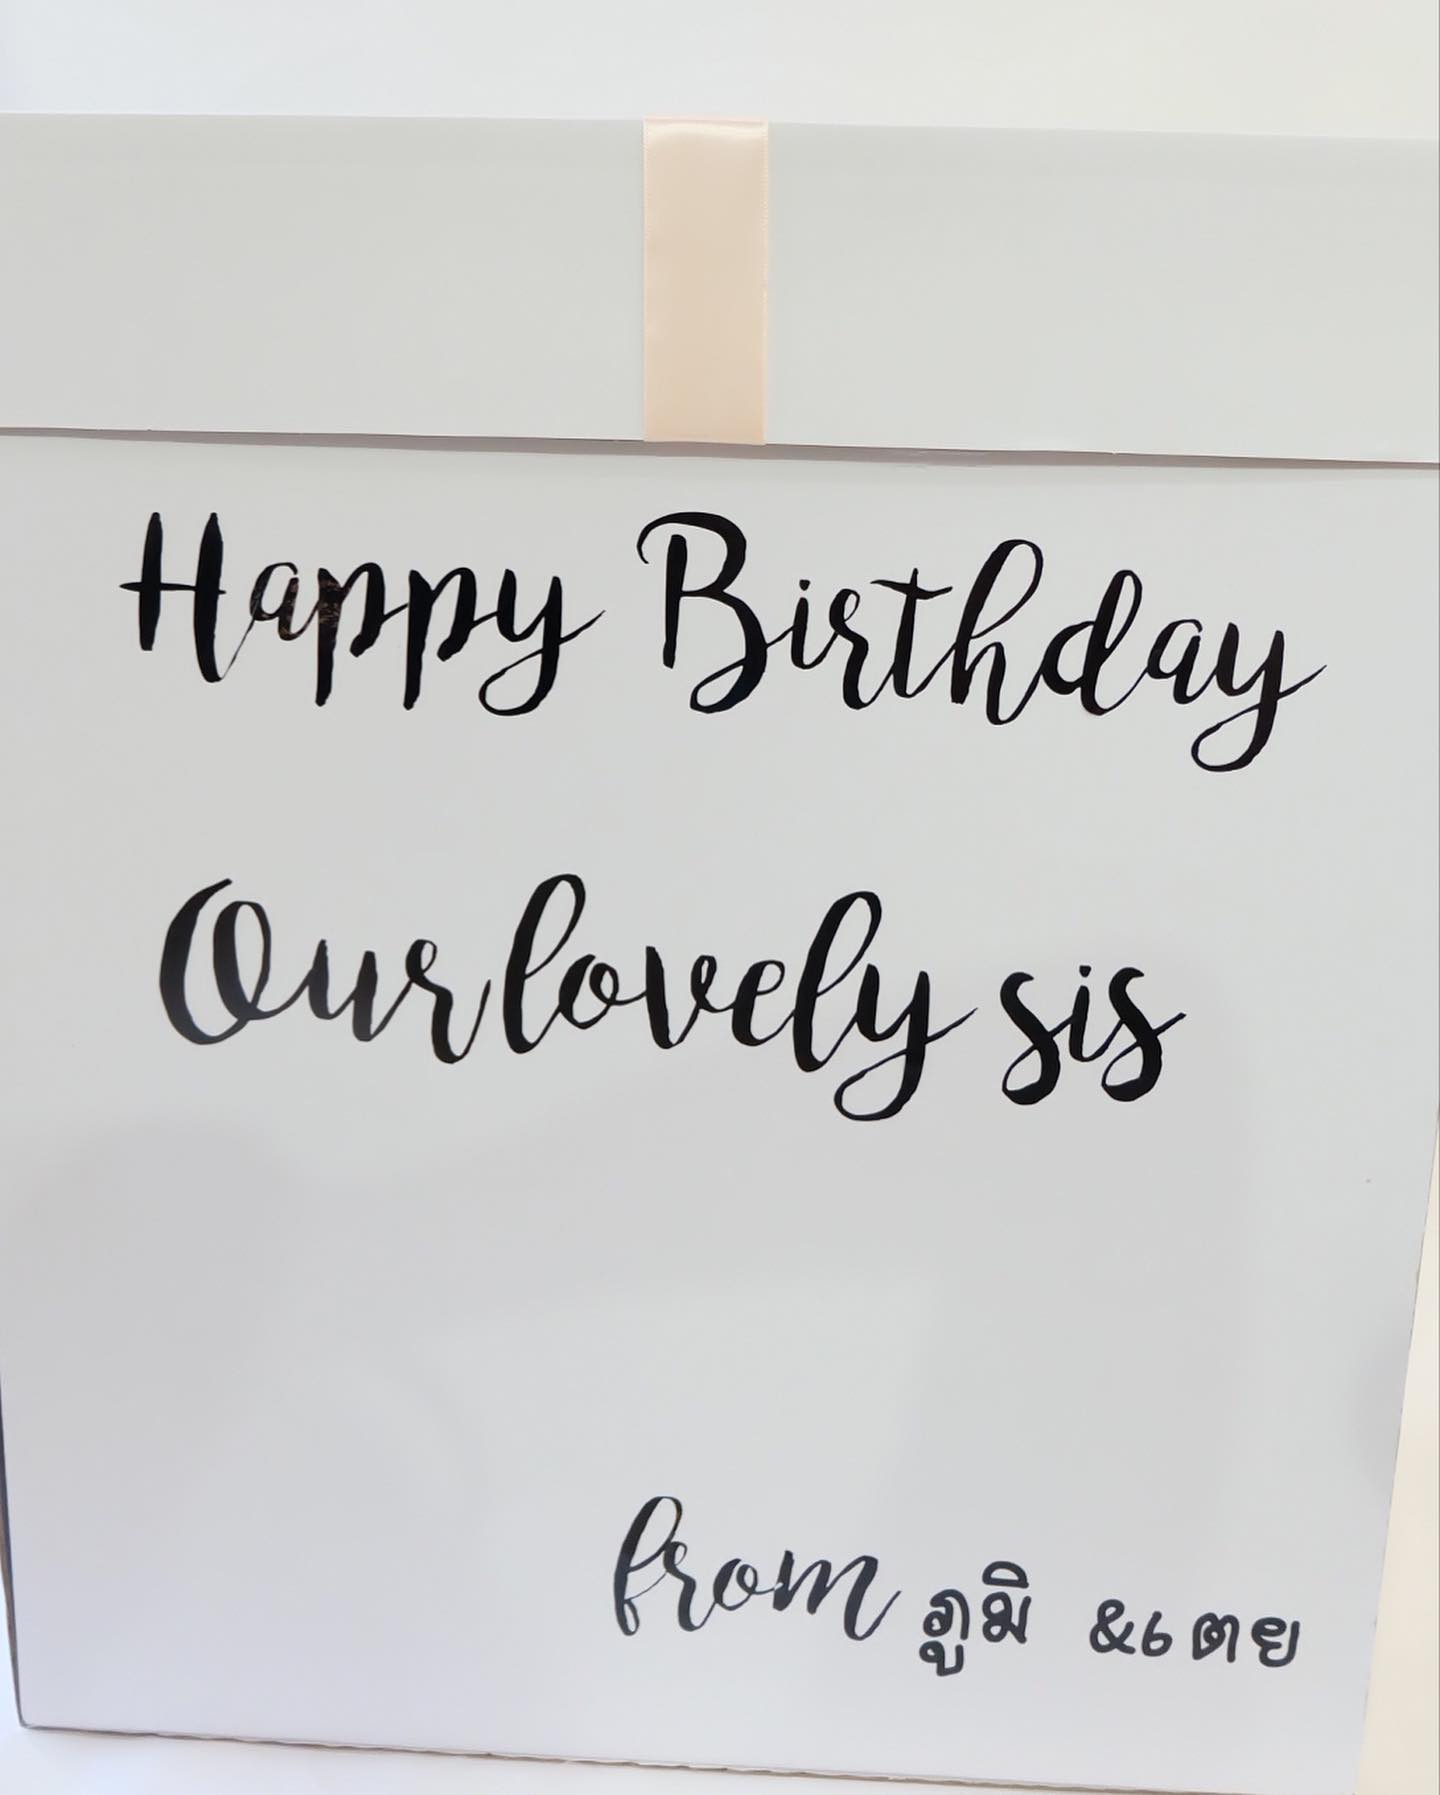 Happy Birthday
Our lovely sis
from ภูมิ &เตย